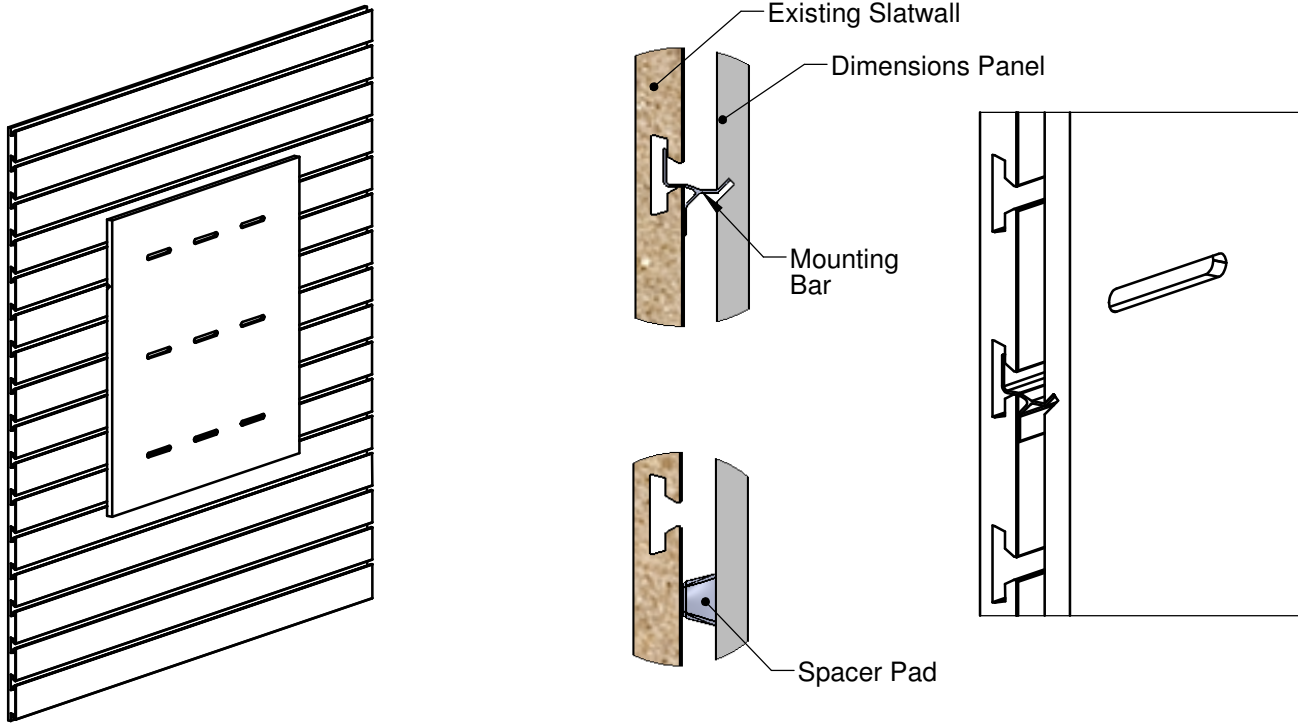 Existing Slatwall
Dimensions Panel
Mounting
Bar
Spacer Pad